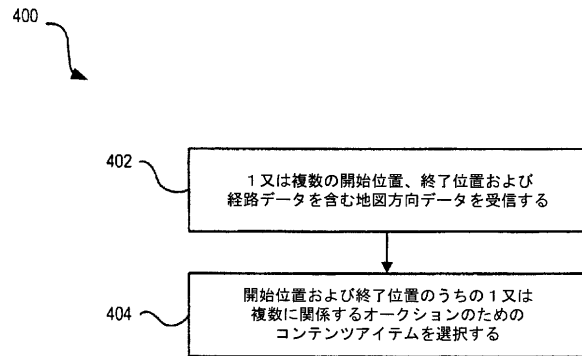 400
402
1又は複数の開始位置、終了位置および
経路データを含む地図方向データを受信する
404
開始位置および終了位置のうちの1又は
複数に関係するオークションのための
コンテンツアイテムを選択する